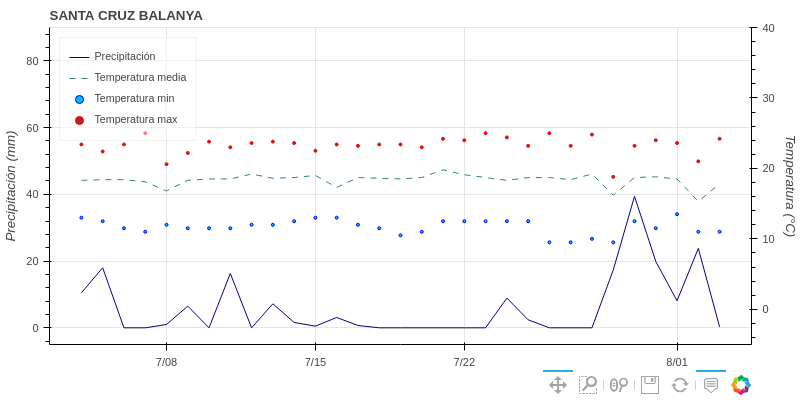 SANTA CRUZ BALANYA
Precipitación
Temperatura media
Temperatura min
Temperatura max
Precipitación (mm)
80
60
40
20
0
Temperatura (°C)
40
30
20
10
0
7/08
7/15
7/22
8/01